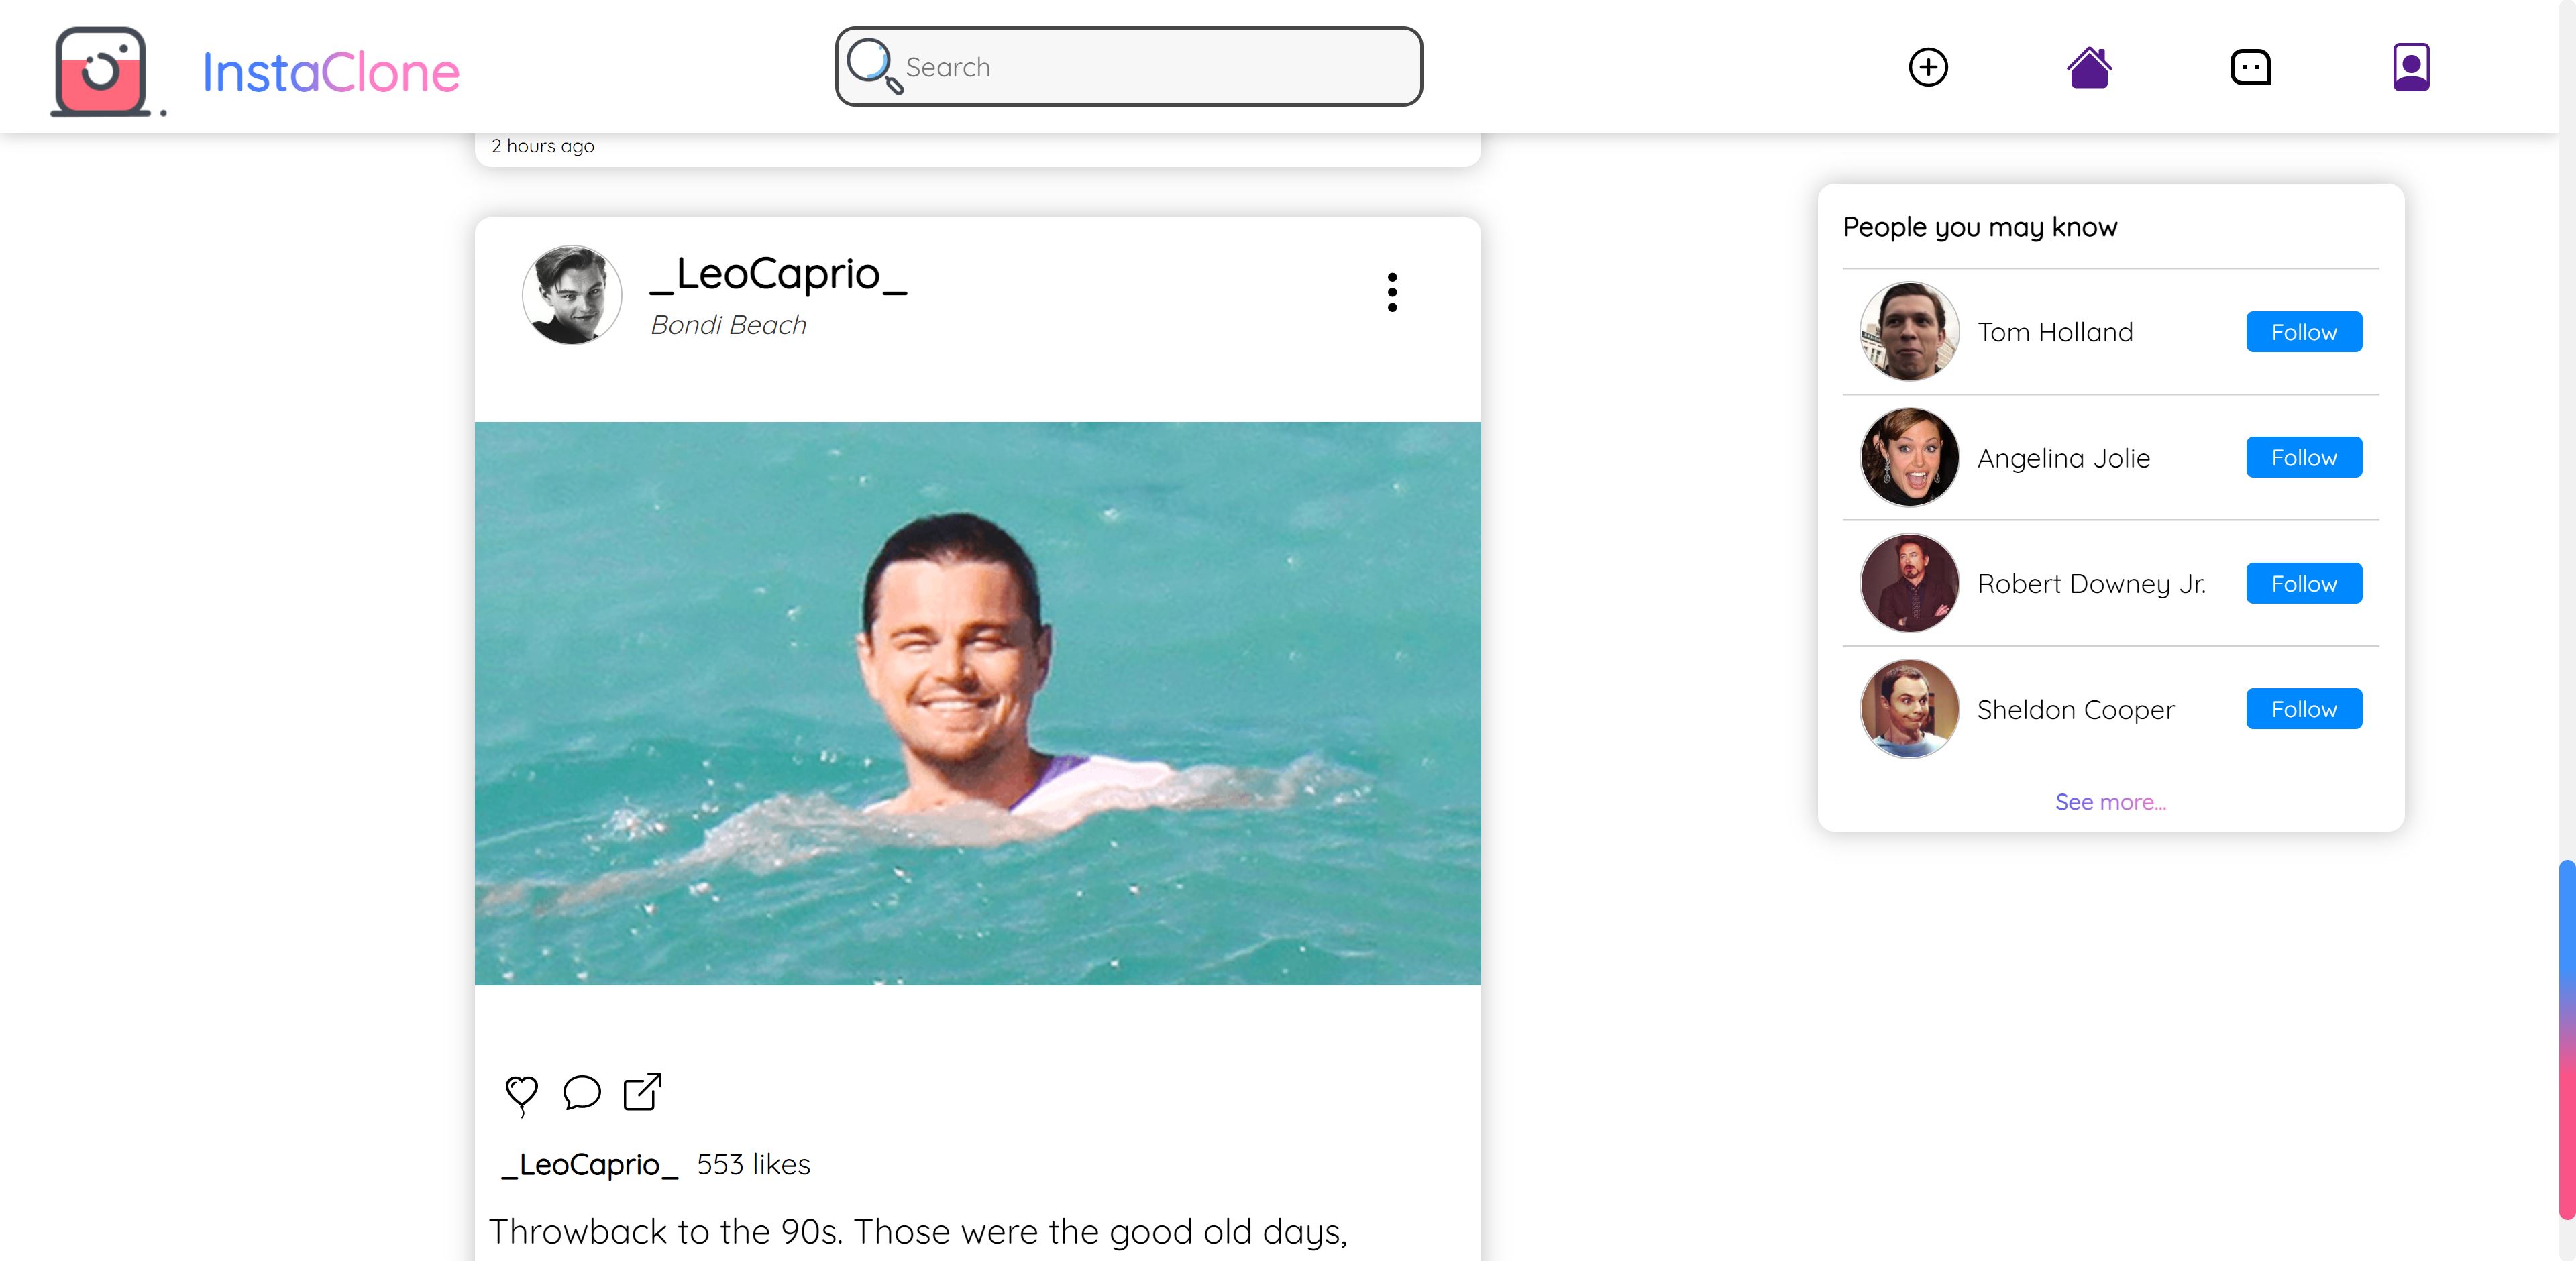 InstaClone
Search
2 hours ago
_LeoCaprio_
Bondi Beach
_LeoCaprio_ 553 likes
Throwback to the 90s. Those were the good old days,
People you may know
Tom Holland Follow
Angelina Jolie Follow
Robert Downey Jr. Follow
Sheldon Cooper Follow
See more...